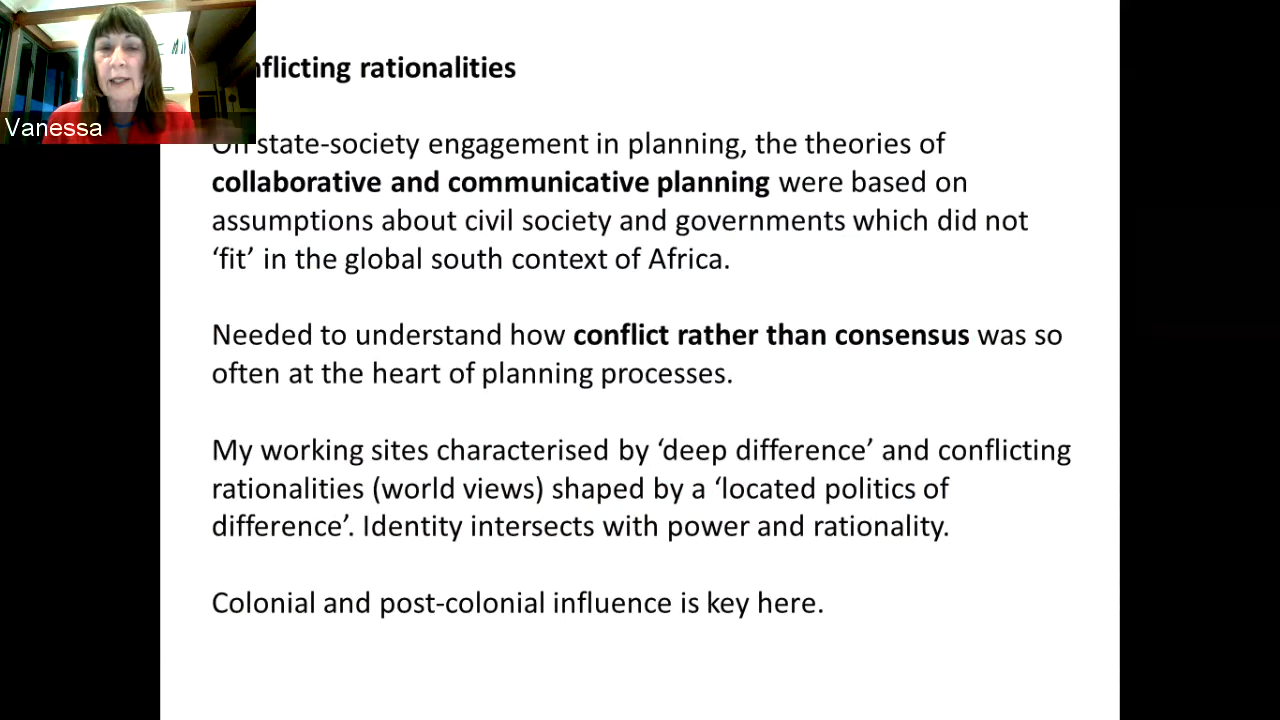 Vanessa
nflicting rationalities
On state-society engagement in planning, the theories of
collaborative and communicative planning were based on
assumptions about civil society and governments which did not
‘fit’ in the global south context of Africa.
Needed to understand how conflict rather than consensus was so
often at the heart of planning processes.
My working sites characterised by ‘deep difference’ and conflicting
rationalities (world views) shaped by a ‘located politics of
difference’. Identity intersects with power and rationality.
Colonial and post-colonial influence is key here.